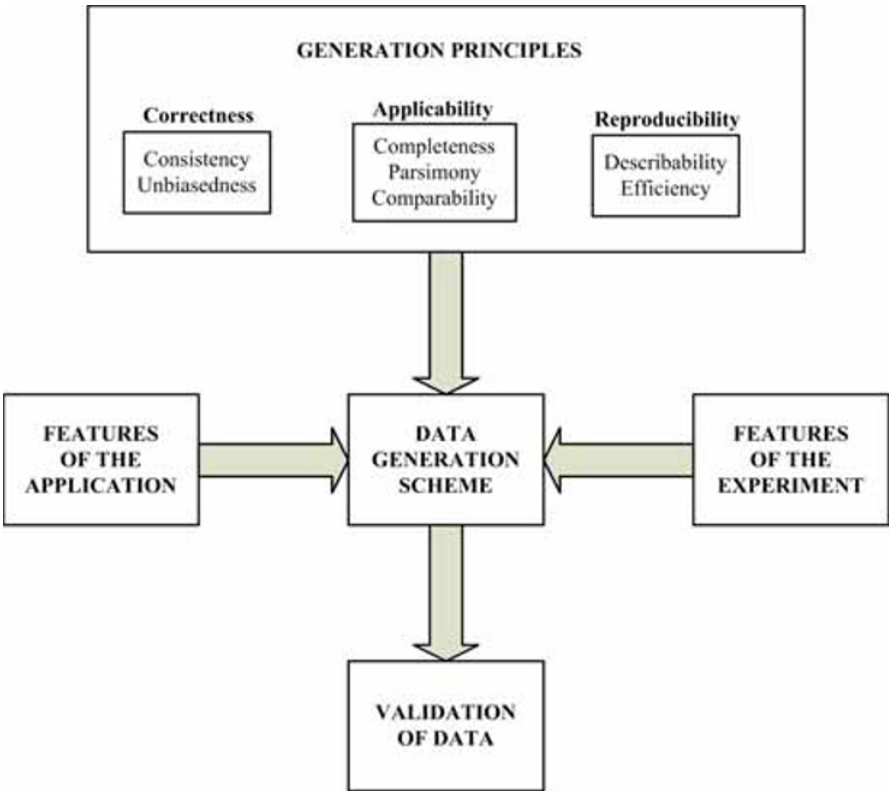 GENERATION PRINCIPLES
Correctness
Consistency
Unbiasedness
Applicability
Completeness
Parsimony
Comparability
Reproducibility
Describability
Efficiency
FEATURES
OF THE
APPLICATION
DATA
GENERATION
SCHEME
FEATURES
OF THE
EXPERIMENT
VALIDATION
OF DATA